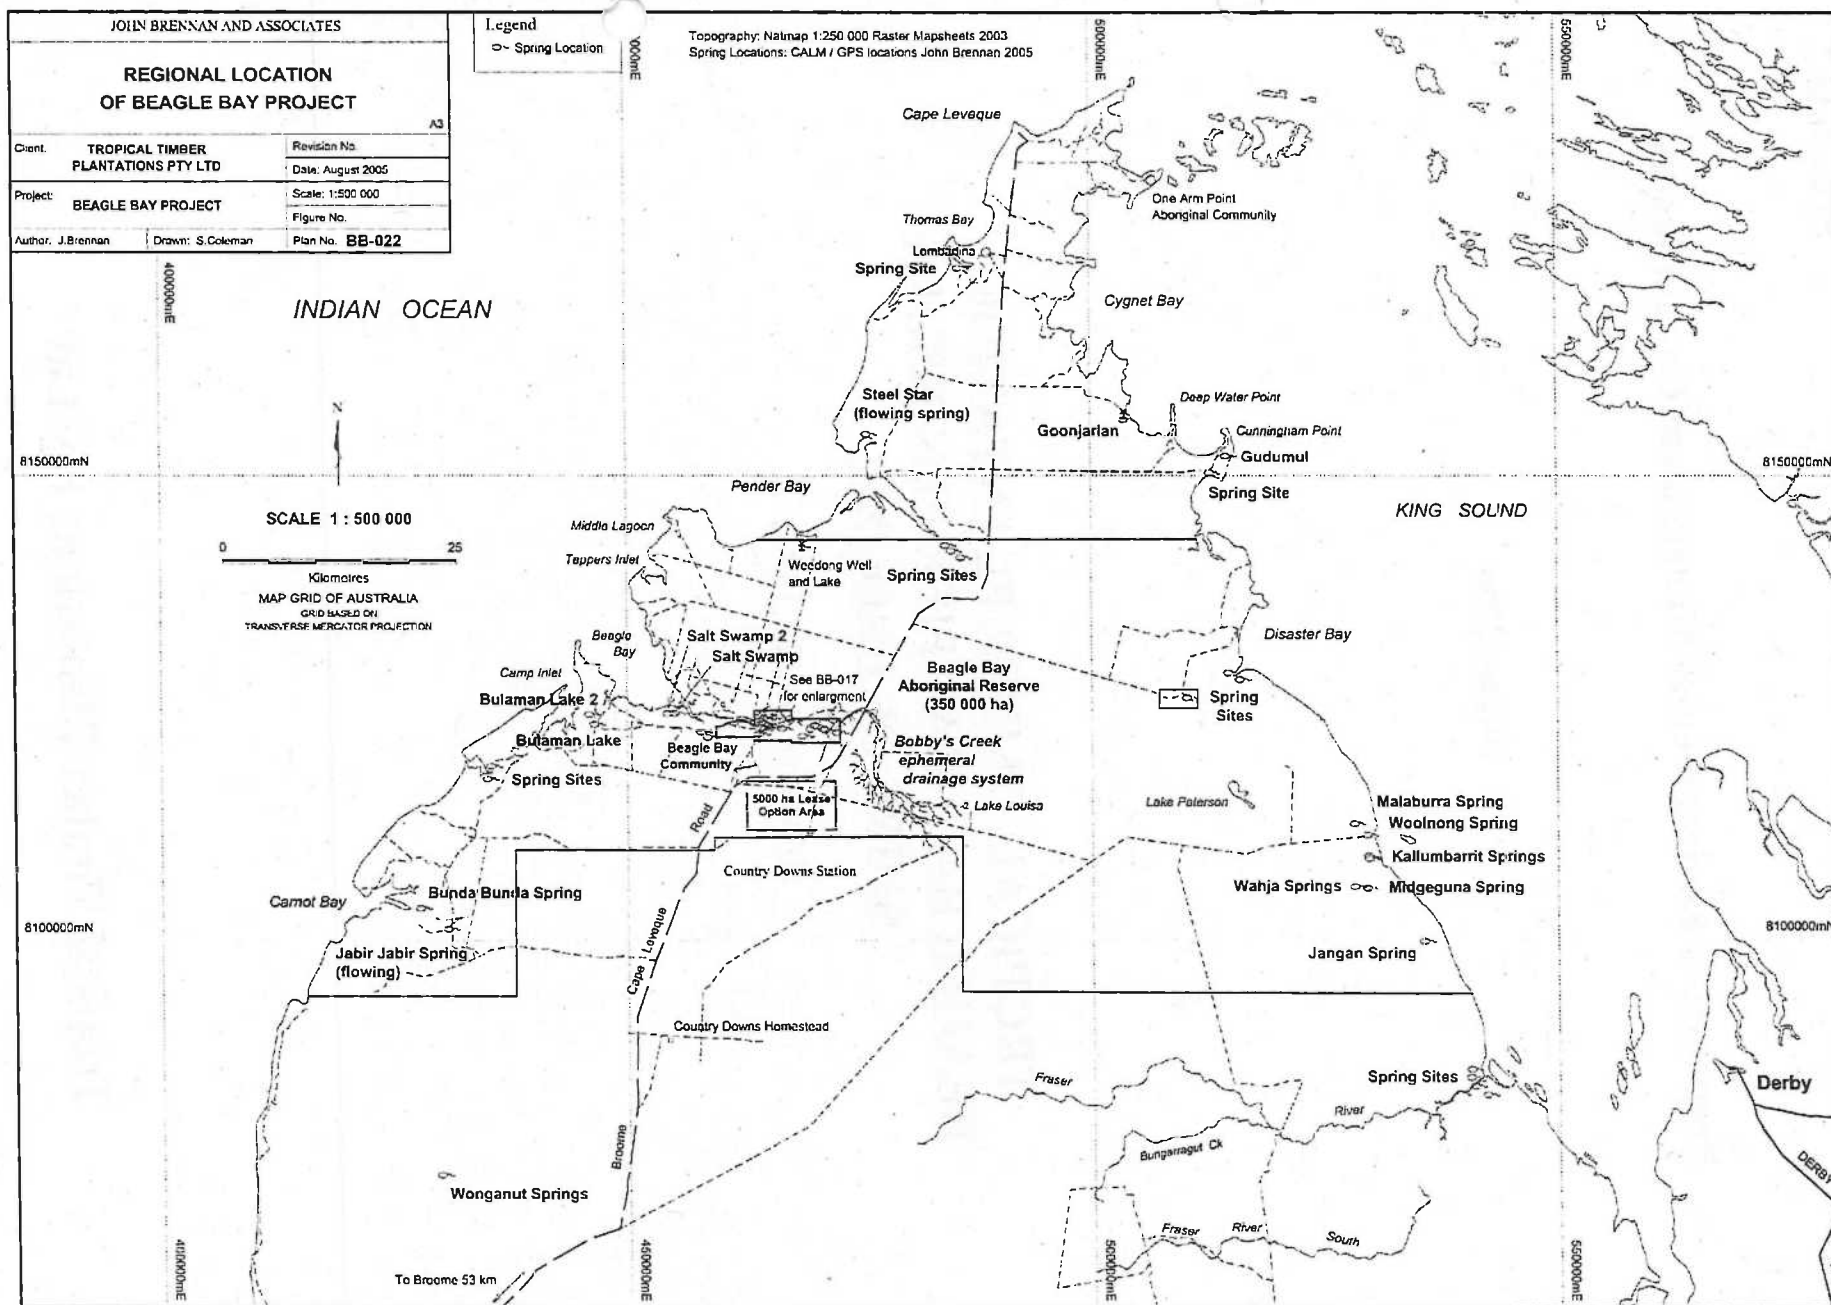 JOHN BRENNAN AND ASSOCIATES
REGIONAL LOCATION
OF BEAGLE BAY PROJECT
A3
Client:
TROPICAL TIMBER
PLANTATIONS PTY LTD
Revision No.
Date: August 2005
Project:
BEAGLE BAY PROJECT
Scale: 1:500 000
Figure No.
Author: J.Brennan
Drawn: S.Coleman
Plan No. BB-022
Legend
Spring Location
Topography: Natmap 1:250 000 Raster Mapsheets 2003
Spring Locations: CALM / GPS locations John Brennan 2005
500000mE
550000mE
400000mE
Cape Leveque
One Arm Point
Aboriginal Community
Thomas Bay
Lombadina
Spring Site
INDIAN OCEAN
Cygnet Bay
Steel Star
(flowing spring)
Deep Water Point
Goonjarlan
Cunningham Point
Gudumul
8150000mN
8150000mN
Pender Bay
Spring Site
N
SCALE 1 : 500 000
KING SOUND
Middle Lagoon
0
25
Kilometres
Tappers Inlet
Weedong Well
and Lake
Spring Sites
MAP GRID OF AUSTRALIA
GRID BASED ON
TRANSVERSE MERCATOR PROJECTION
Beagle
Bay
Salt Swamp 2
Salt Swamp
Disaster Bay
Camp Inlet
See BB-017
for enlargment
Beagle Bay
Aboriginal Reserve
(350 000 ha)
Bulaman Lake 2
Spring
Sites
Bulaman Lake
Beagle Bay
Community
Bobby's Creek
ephemeral
drainage system
Spring Sites
5000 ha Lease
Option Area
Lake Louisa
Lake Paterson
Malaburra Spring
Woolnong Spring
Road
Kallumbarrit Springs
Country Downs Station
Wahja Springs
Midgeguna Spring
Bunda Bunda Spring
Carnot Bay
8100000mN
8100000mN
Cape Leveque
Jabir Jabir Spring
(flowing)
Jangan Spring
Country Downs Homestead
Fraser
River
Spring Sites
Derby
Broome
Bungarragut Ck
DERBY
Wonganut Springs
Fraser
River
South
To Broome 53 km
400000mE
450000mE
500000mE
550000mE